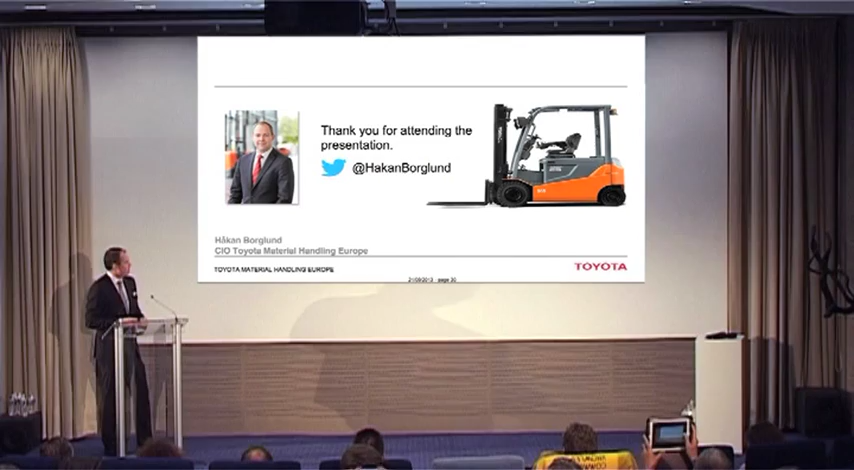 Thank you for attending the
presentation.
@HakanBorglund
Håkan Borglund
CIO Toyota Material Handling Europe
TOYOTA MATERIAL HANDLING EUROPE
TOYOTA